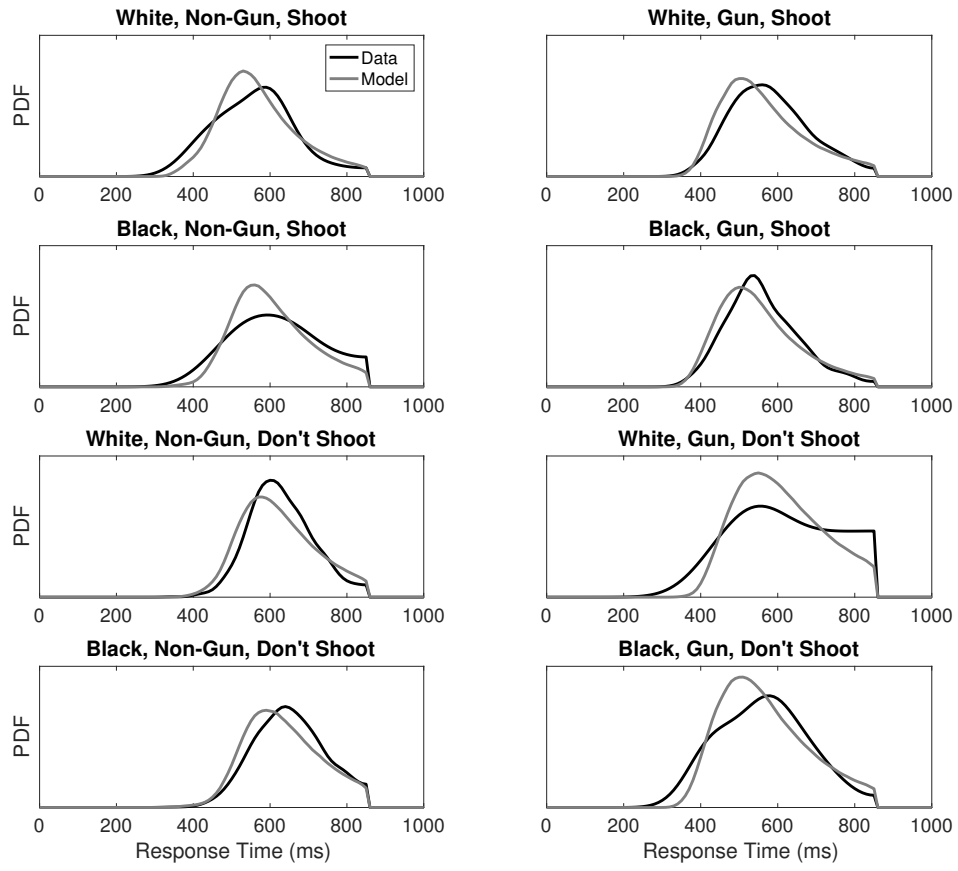 White, Non-Gun, Shoot
PDF
Data
Model
0 200 400 600 800 1000
White, Gun, Shoot
0 200 400 600 800 1000
Black, Non-Gun, Shoot
PDF
0 200 400 600 800 1000
Black, Gun, Shoot
0 200 400 600 800 1000
White, Non-Gun, Don't Shoot
PDF
0 200 400 600 800 1000
White, Gun, Don't Shoot
0 200 400 600 800 1000
Black, Non-Gun, Don't Shoot
PDF
0 200 400 600 800 1000
Response Time (ms)
Black, Gun, Don't Shoot
0 200 400 600 800 1000
Response Time (ms)